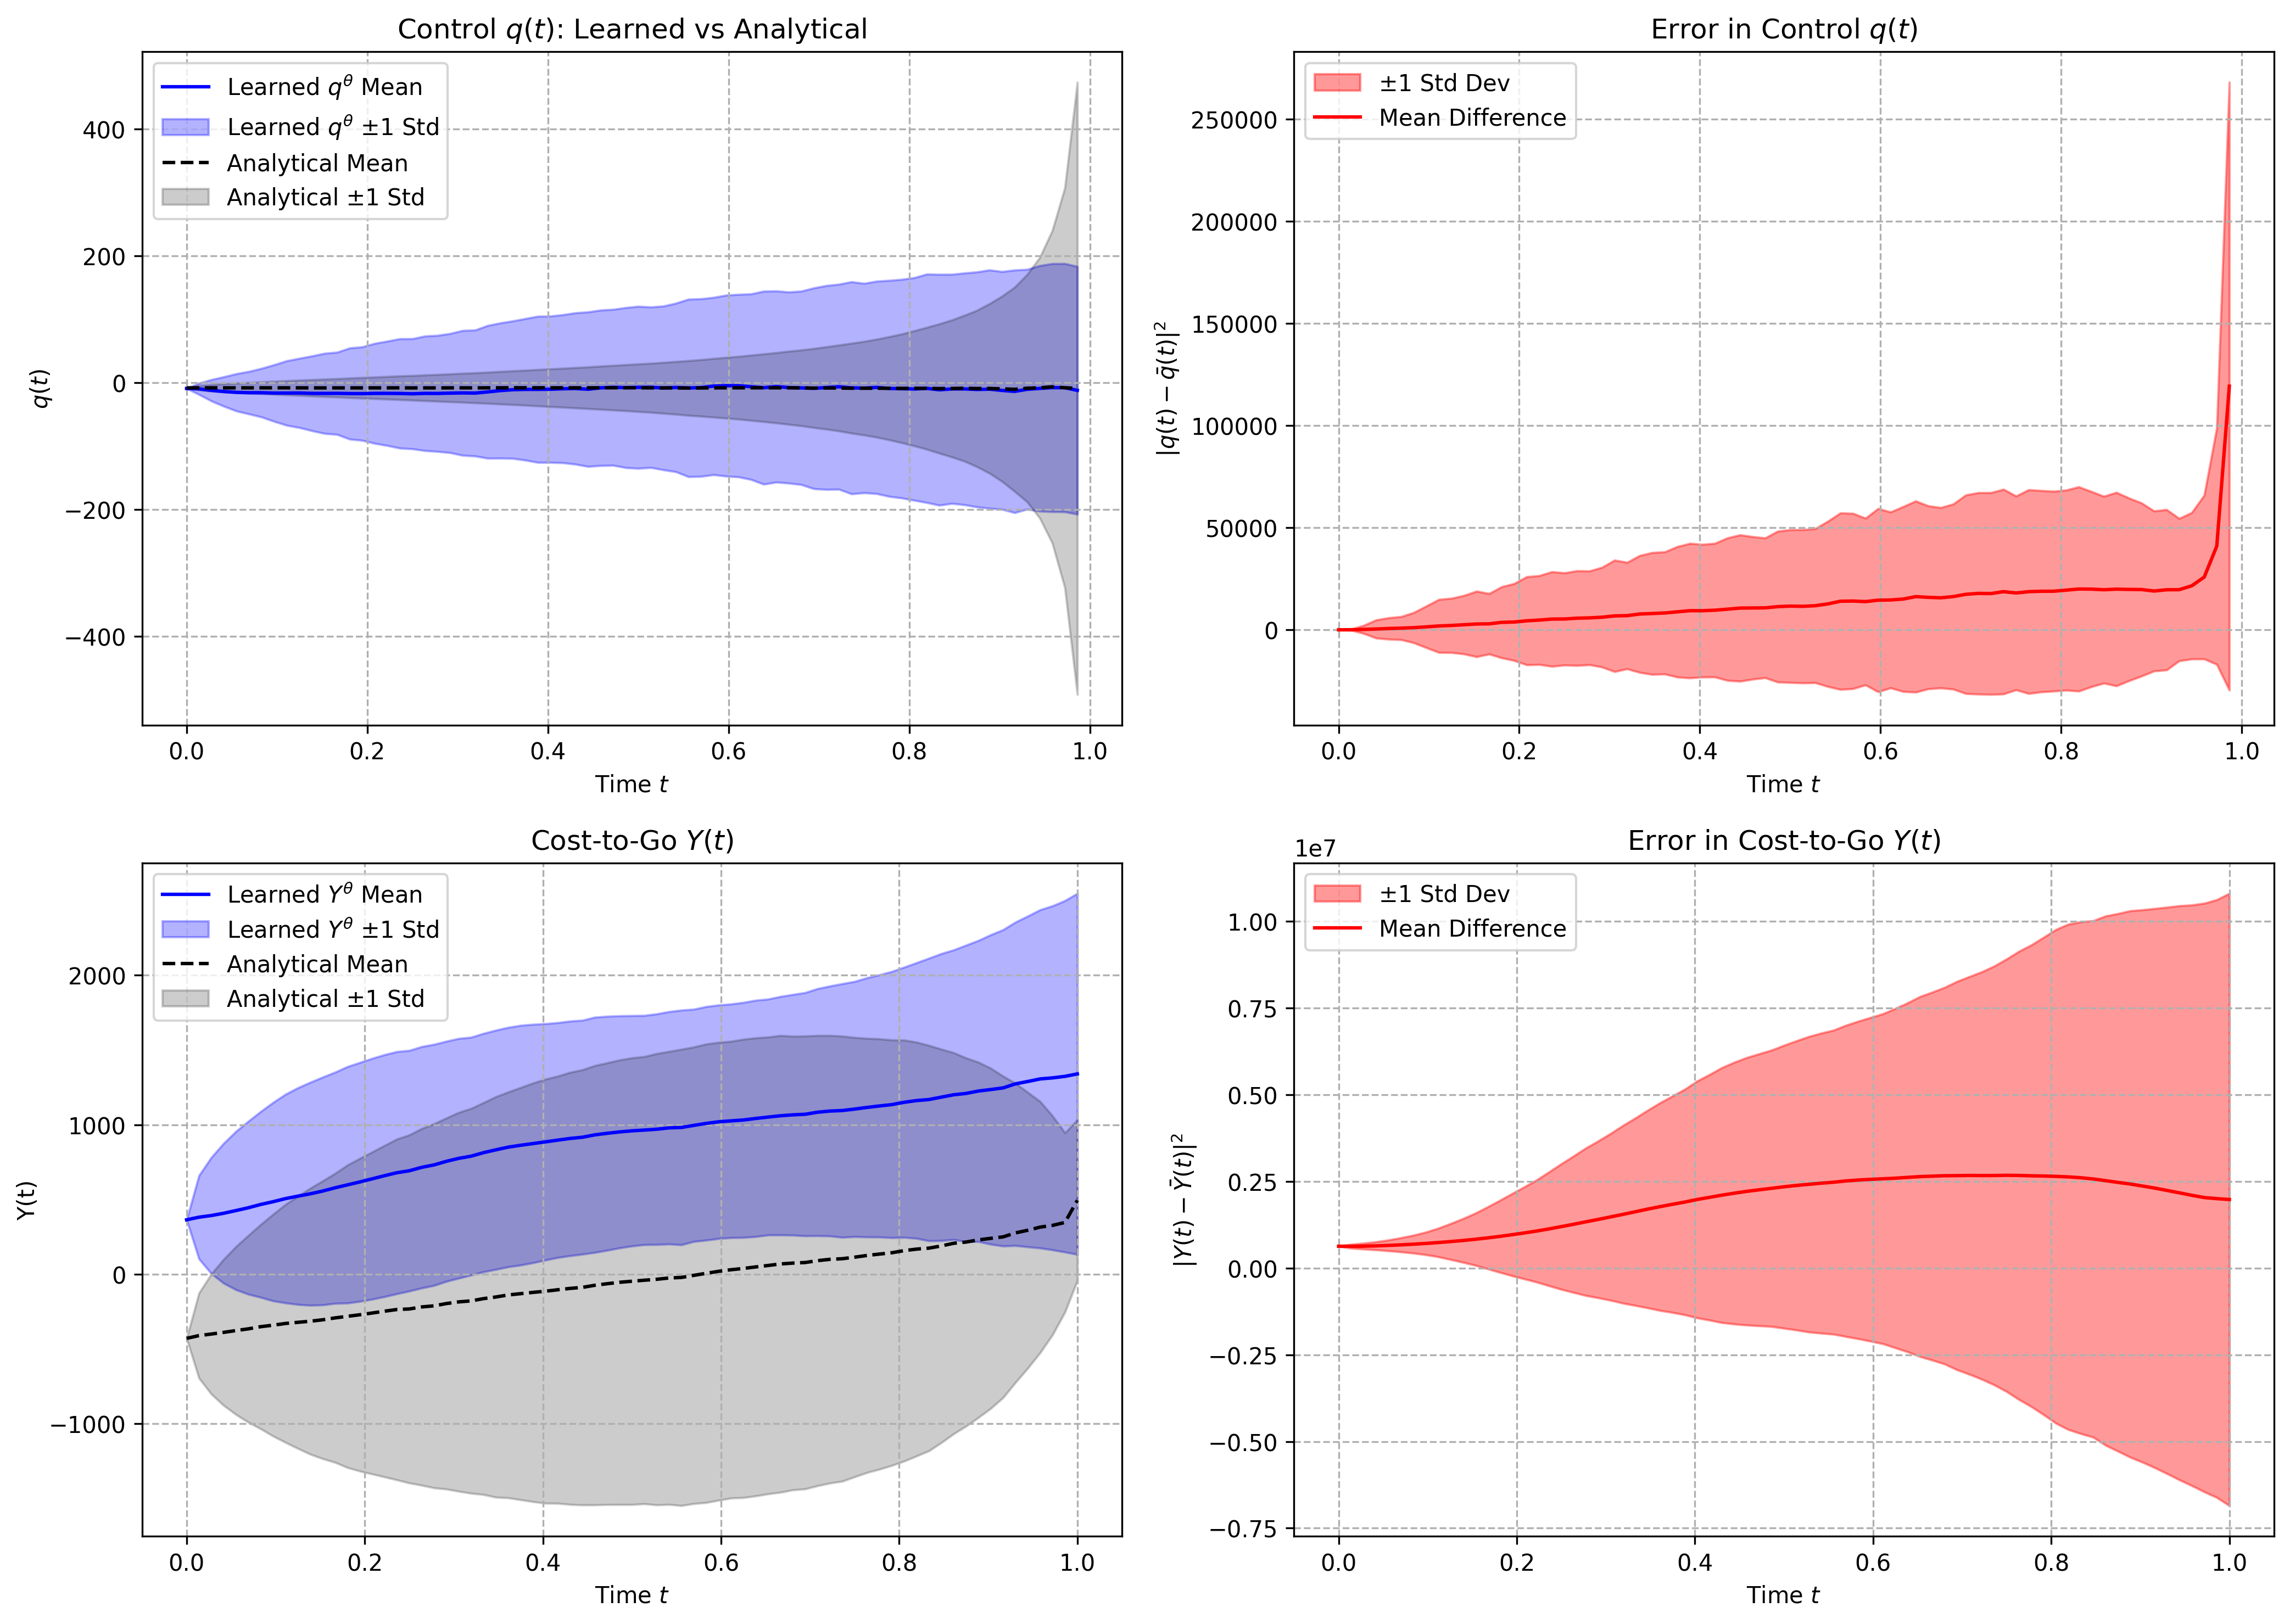 Control q(t): Learned vs Analytical
Learned q^θ Mean
Learned q^θ ±1 Std
Analytical Mean
Analytical ±1 Std
q(t)
400
200
0
−200
−400
0.0 0.2 0.4 0.6 0.8 1.0
Time t
Error in Control q(t)
±1 Std Dev
Mean Difference
|q(t) − q̄(t)|²
250000
200000
150000
100000
50000
0
0.0 0.2 0.4 0.6 0.8 1.0
Time t
Cost-to-Go Y(t)
Learned Y^θ Mean
Learned Y^θ ±1 Std
Analytical Mean
Analytical ±1 Std
Y(t)
2000
1000
0
−1000
0.0 0.2 0.4 0.6 0.8 1.0
Time t
Error in Cost-to-Go Y(t)
1e7
±1 Std Dev
Mean Difference
|Y(t) − Ȳ(t)|²
1.00
0.75
0.50
0.25
0.00
−0.25
−0.50
−0.75
0.0 0.2 0.4 0.6 0.8 1.0
Time t